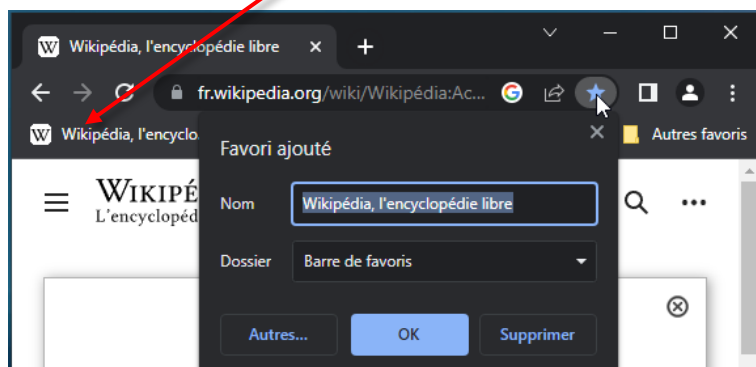 Wikipédia, l'encyclopédie libre
fr.wikipedia.org/wiki/Wikipédia:Ac...
Wikipédia, l'encyclo
Autres favoris
Favori ajouté
WIKIPÉ
L'encyclopéd
Nom
Wikipédia, l'encyclopédie libre
Dossier
Barre de favoris
Autres...
OK
Supprimer